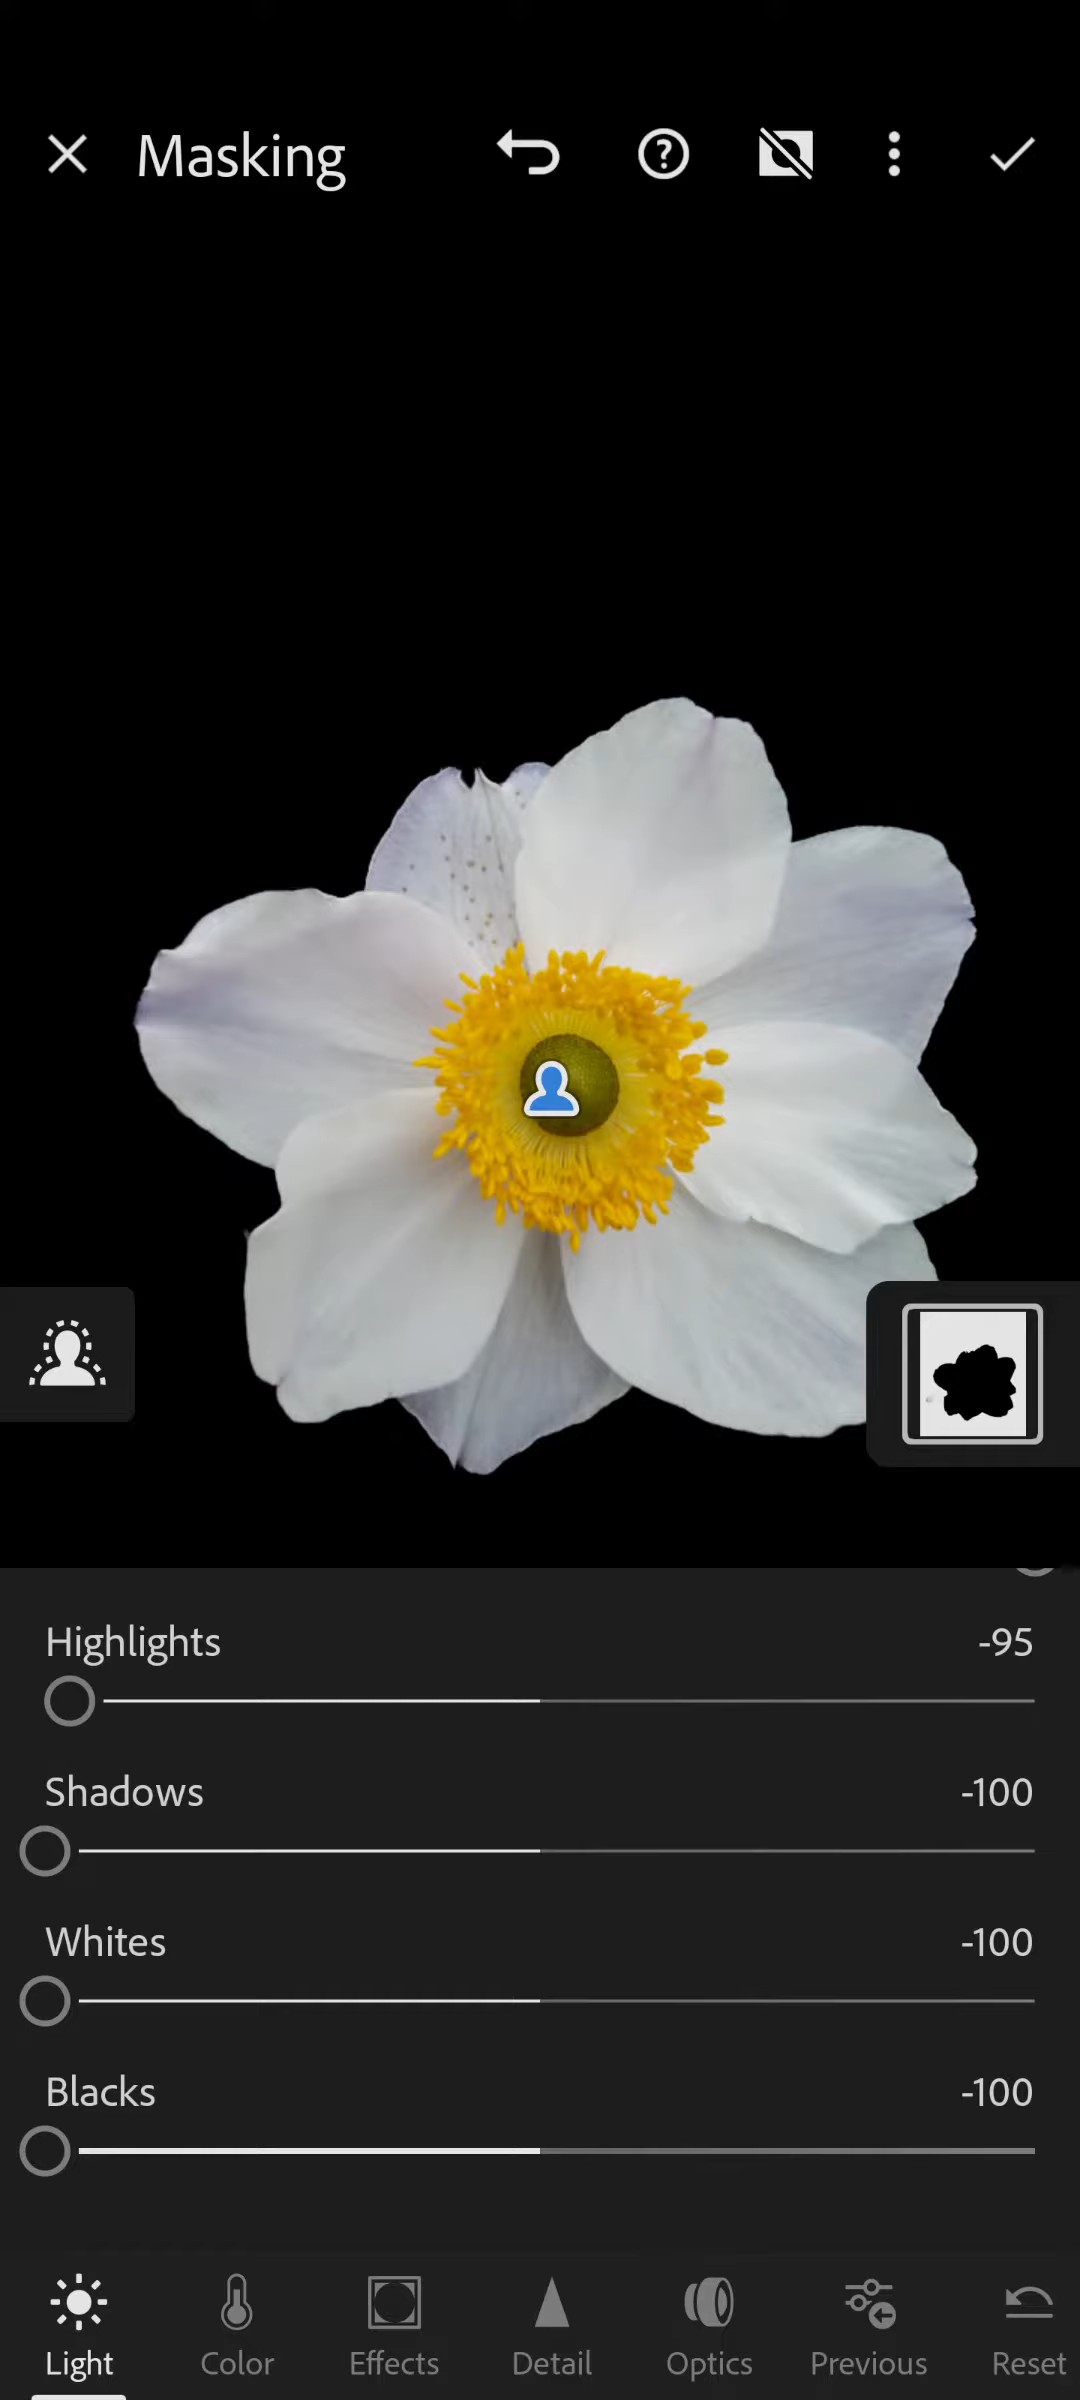 Masking
Highlights -95
Shadows -100
Whites -100
Blacks -100
Light Color Effects Detail Optics Previous Reset